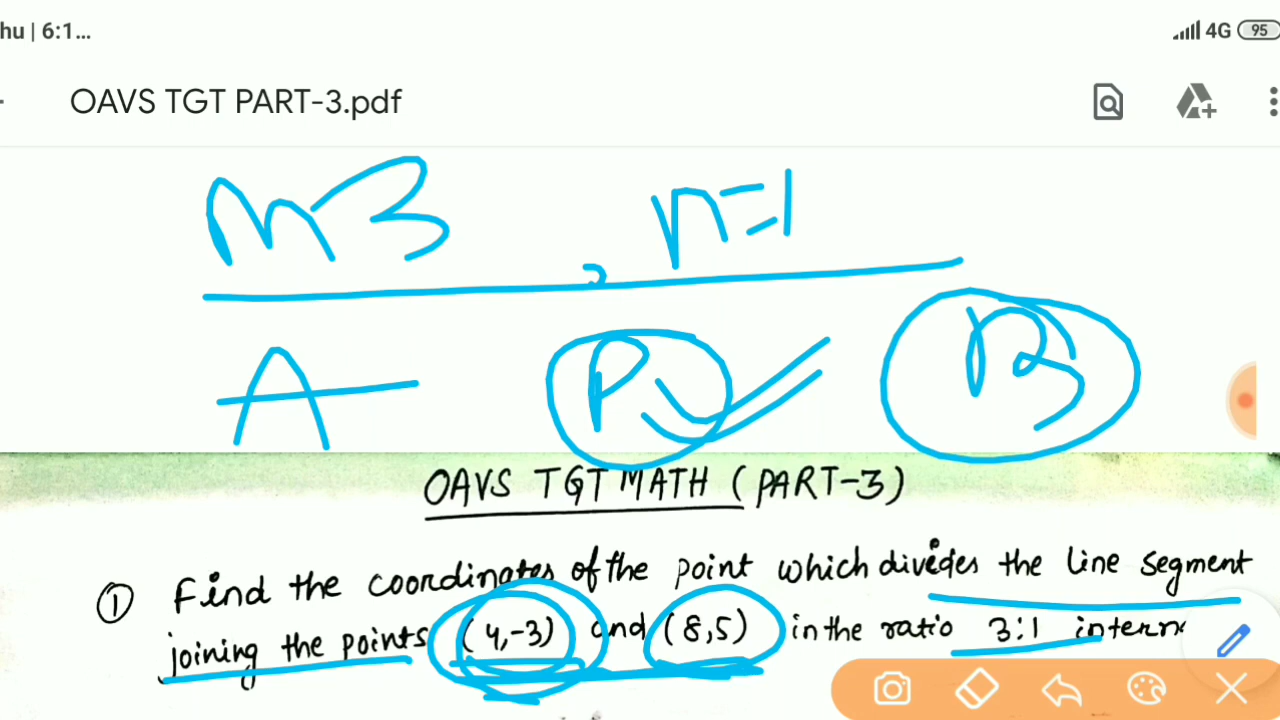 hu | 6:1...
4G 95
OAVS TGT PART-3.pdf
m 3 , n=1
A P B
OAVS TGT MATH (PART-3)
① Find the coordinates of the point which divides the line segment
joining the points (4,-3) and (8,5) in the ratio 3:1 intern